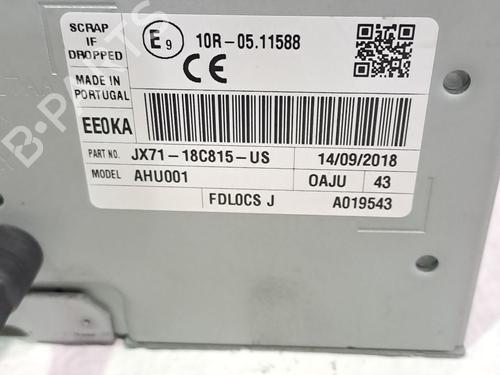 SCRAP
IF
DROPPED
E9 10R-05.11588
CE
MADE IN
PORTUGAL
EE0KA
PART NO. JX71-18C815-US 14/09/2018
MODEL AHU001 OAJU 43
FDL0CS J A019543
B-PARTS